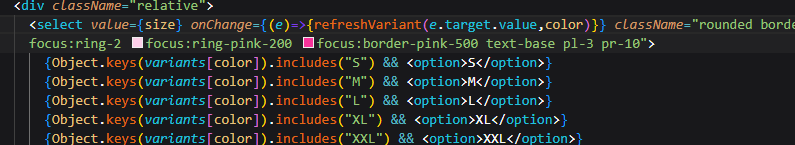 <div className="relative">
<select value={size} onChange={(e)=>{refreshVariant(e.target.value,color)}} className="rounded borde
focus:ring-2 focus:ring-pink-200 focus:border-pink-500 text-base pl-3 pr-10">
{Object.keys(variants[color]).includes("S") && <option>S</option>}
{Object.keys(variants[color]).includes("M") && <option>M</option>}
{Object.keys(variants[color]).includes("L") && <option>L</option>}
{Object.keys(variants[color]).includes("XL") && <option>XL</option>}
{Object.keys(variants[color]).includes("XXL") && <option>XXL</option>}